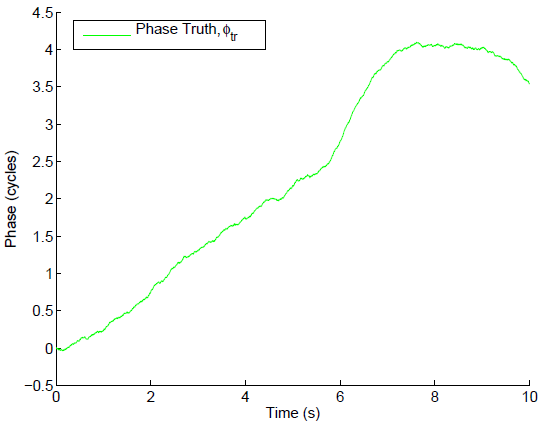 4.5
Phase Truth, ϕtr
4
3.5
3
2.5
2
1.5
1
0.5
0
−0.5
Phase (cycles)
0 2 4 6 8 10
Time (s)